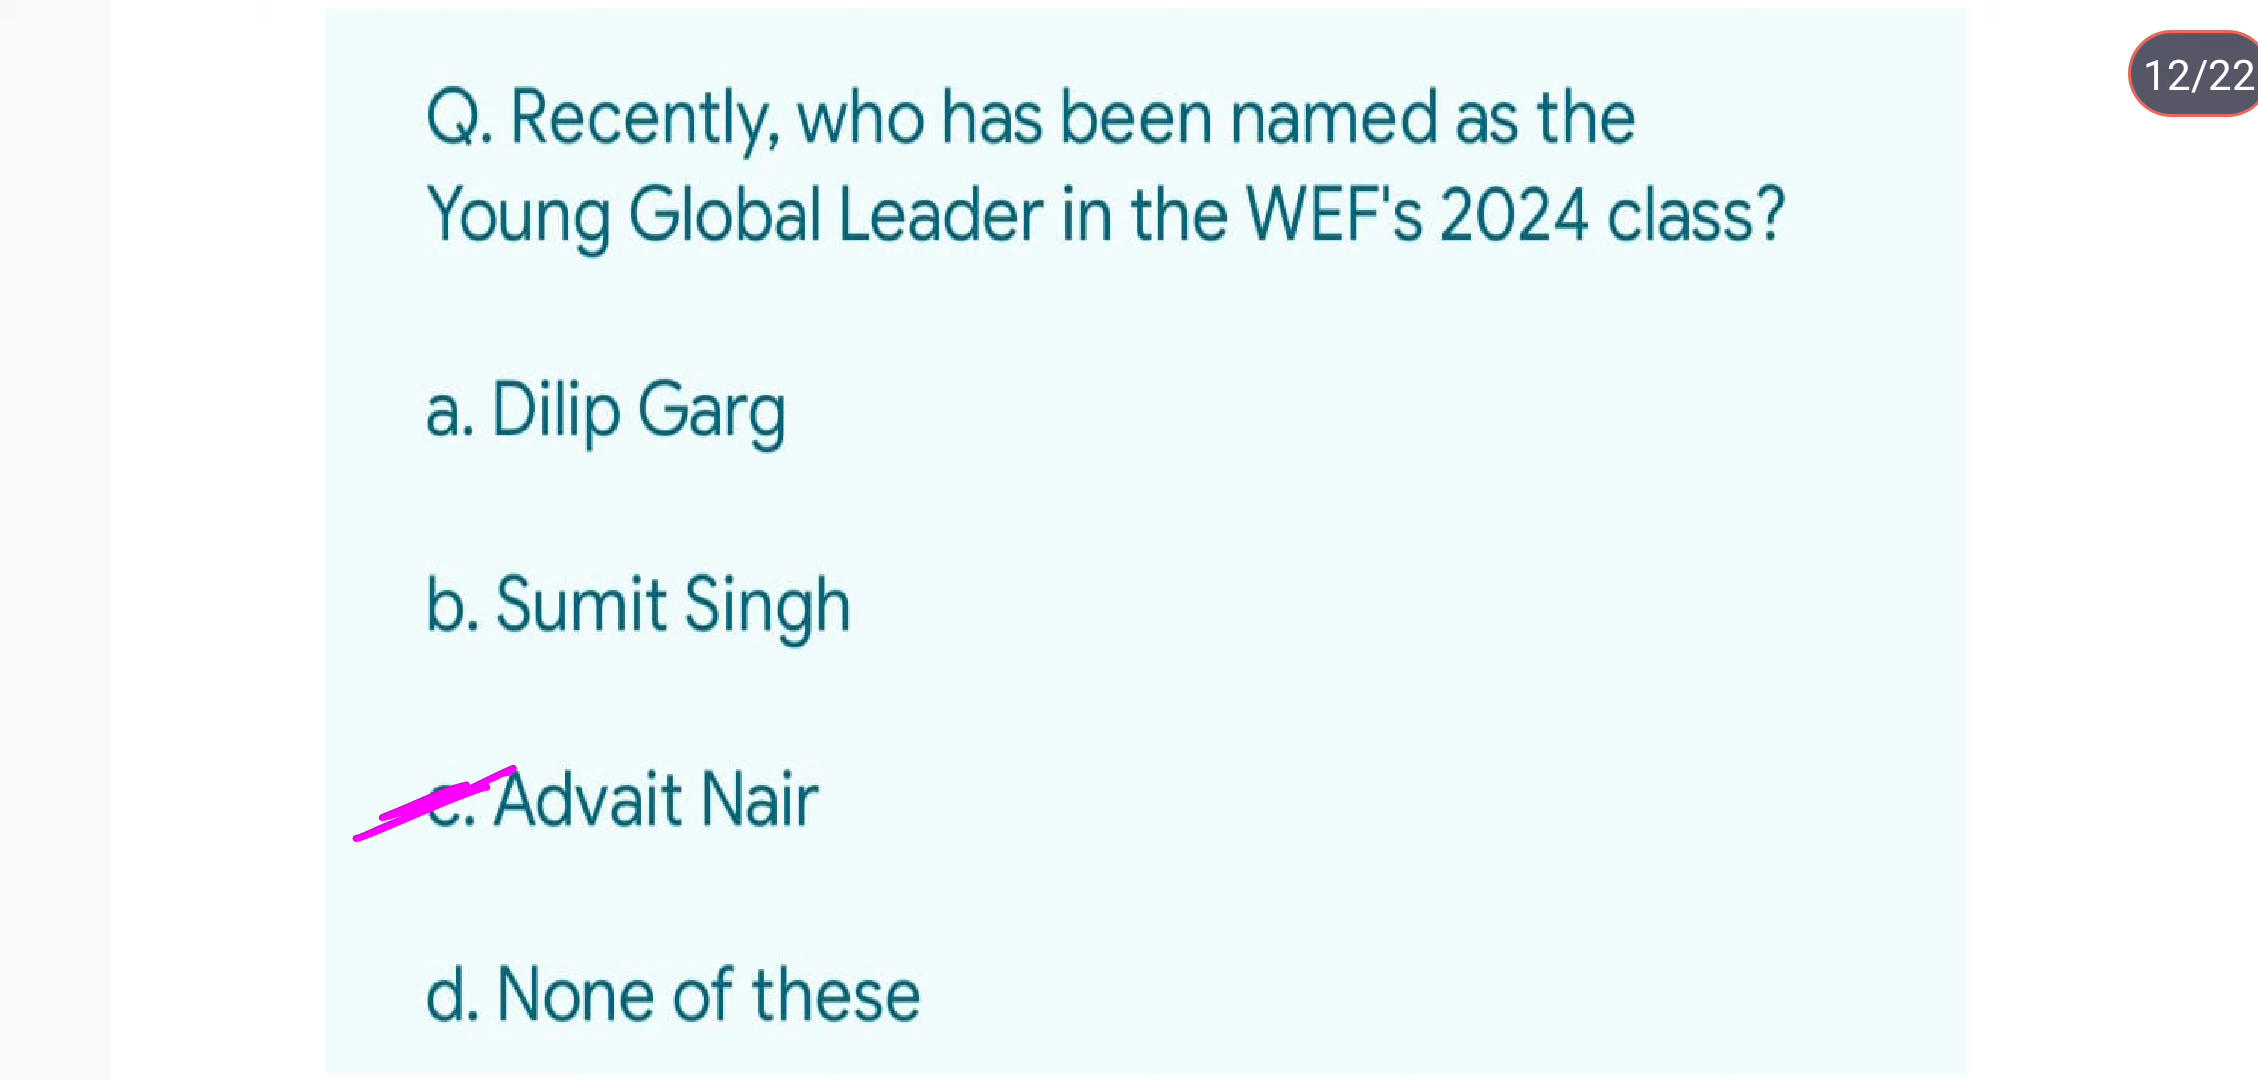 12/22
Q. Recently, who has been named as the
Young Global Leader in the WEF's 2024 class?
a. Dilip Garg
b. Sumit Singh
c. Advait Nair
d. None of these